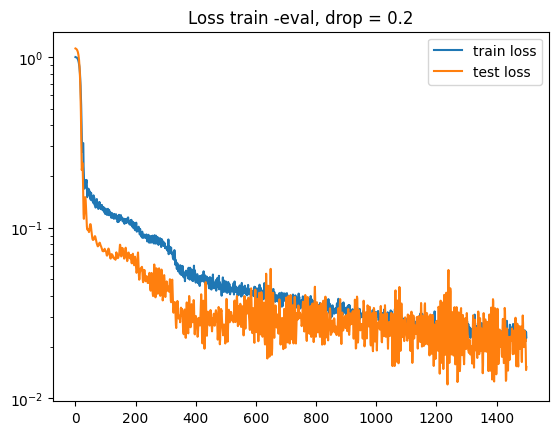 Loss train -eval, drop = 0.2
train loss
test loss
10⁰
10⁻¹
10⁻²
0 200 400 600 800 1000 1200 1400